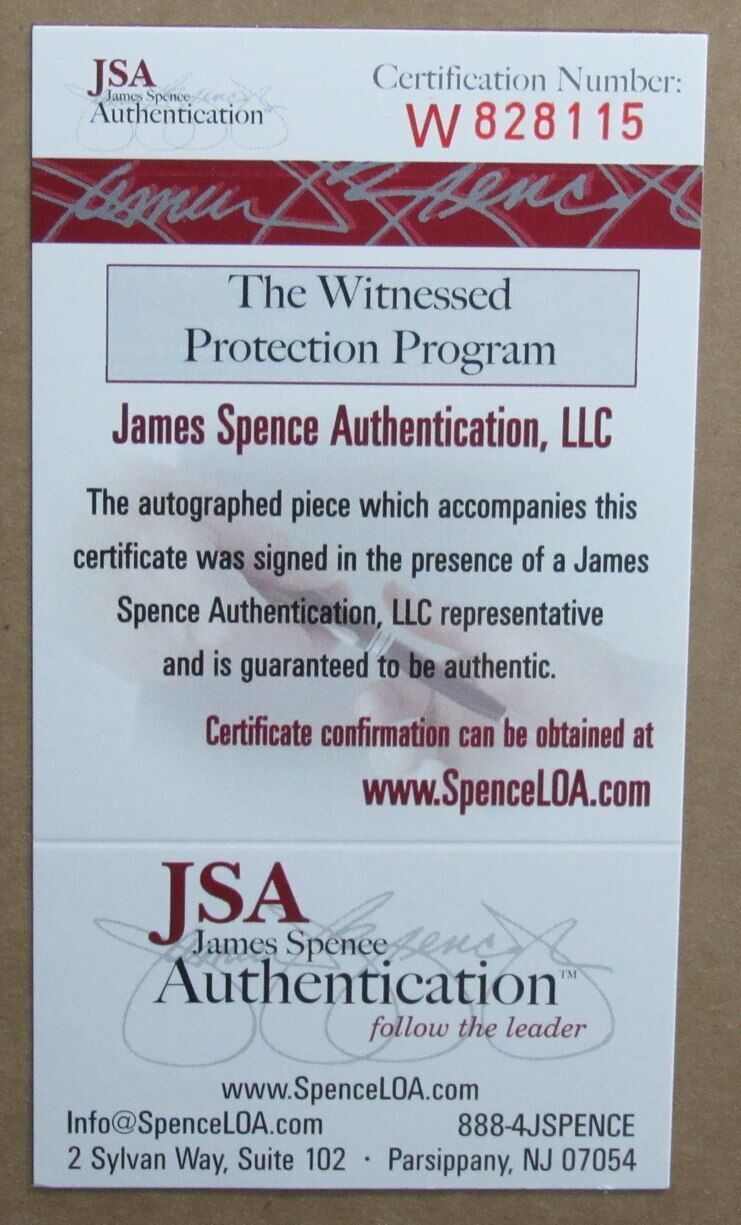 JSA
James Spence
Authentication
Certification Number:
W 828115
James Spence
The Witnessed
Protection Program
James Spence Authentication, LLC
The autographed piece which accompanies this
certificate was signed in the presence of a James
Spence Authentication, LLC representative
and is guaranteed to be authentic.
Certificate confirmation can be obtained at
www.SpenceLOA.com
JSA
James Spence
Authentication™
follow the leader
www.SpenceLOA.com
Info@SpenceLOA.com 888-4JSPENCE
2 Sylvan Way, Suite 102 · Parsippany, NJ 07054